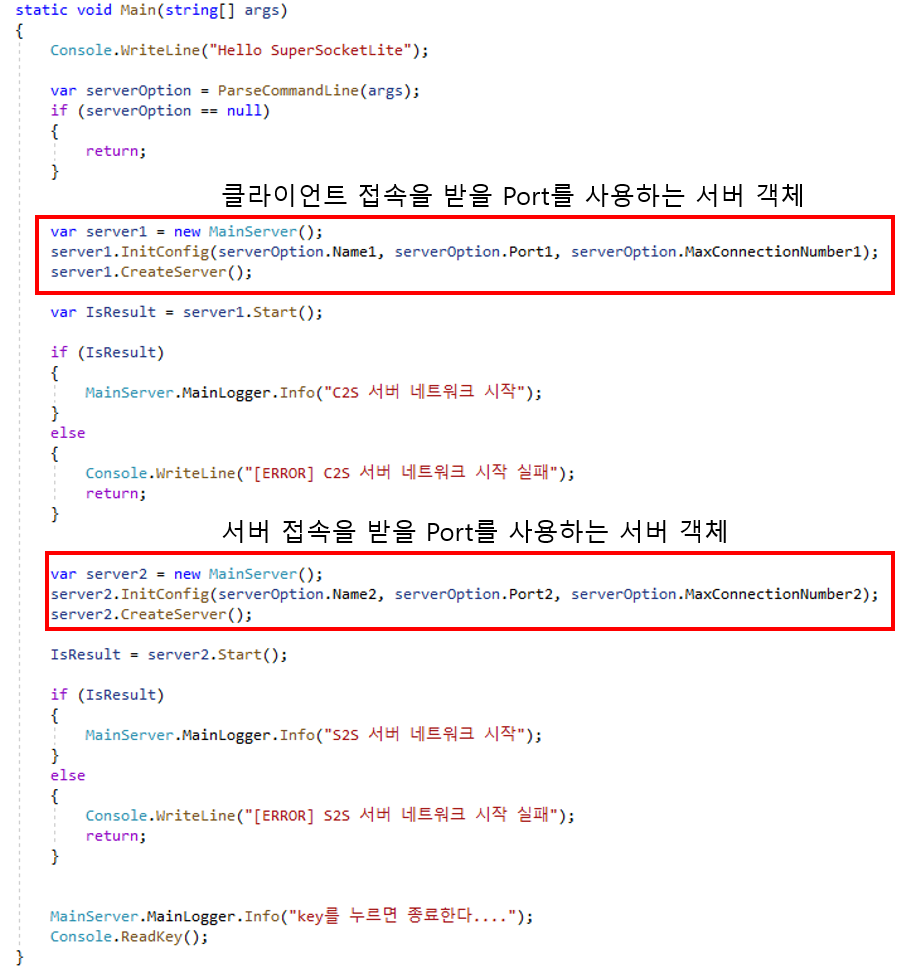 static void Main(string[] args)
{
Console.WriteLine("Hello SuperSocketLite");
var serverOption = ParseCommandLine(args);
if (serverOption == null)
{
return;
}
클라이언트 접속을 받을 Port를 사용하는 서버 객체
var server1 = new MainServer();
server1.InitConfig(serverOption.Name1, serverOption.Port1, serverOption.MaxConnectionNumber1);
server1.CreateServer();
var IsResult = server1.Start();
if (IsResult)
{
MainServer.MainLogger.Info("C2S 서버 네트워크 시작");
}
else
{
Console.WriteLine("[ERROR] C2S 서버 네트워크 시작 실패");
return;
}
서버 접속을 받을 Port를 사용하는 서버 객체
var server2 = new MainServer();
server2.InitConfig(serverOption.Name2, serverOption.Port2, serverOption.MaxConnectionNumber2);
server2.CreateServer();
IsResult = server2.Start();
if (IsResult)
{
MainServer.MainLogger.Info("S2S 서버 네트워크 시작");
}
else
{
Console.WriteLine("[ERROR] S2S 서버 네트워크 시작 실패");
return;
}
MainServer.MainLogger.Info("key를 누르면 종료한다....");
Console.ReadKey();
}